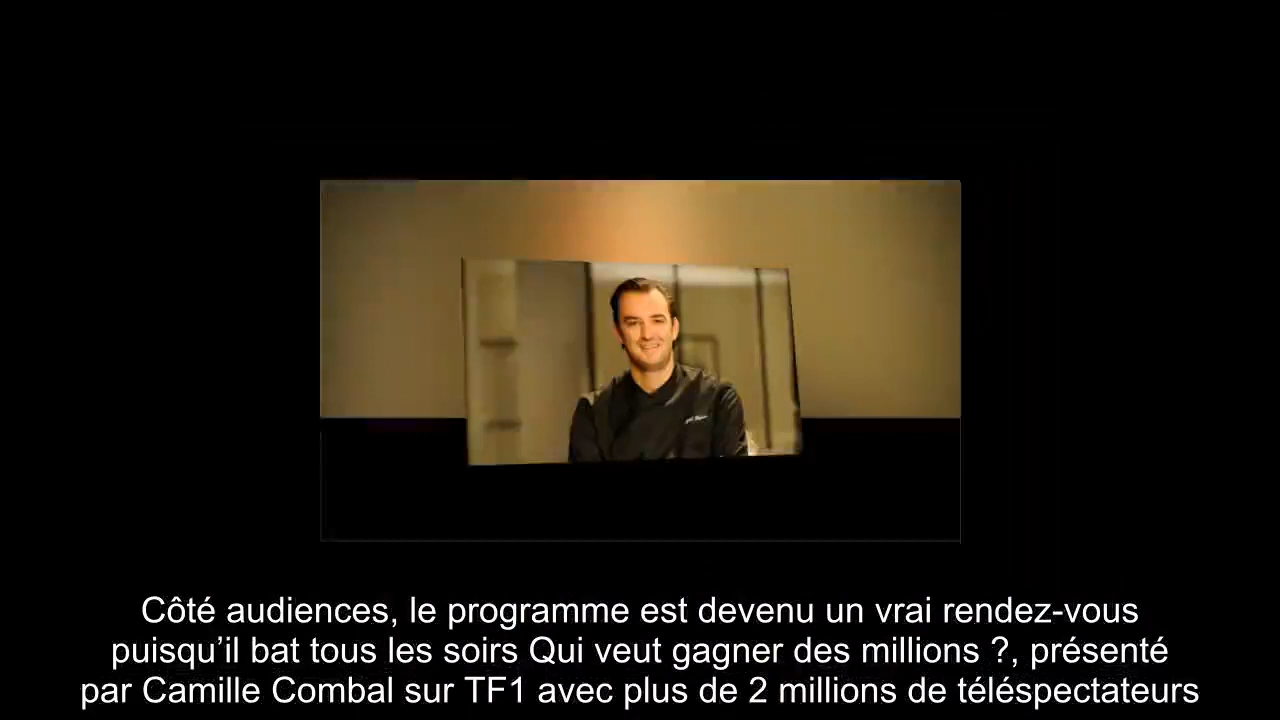 Côté audiences, le programme est devenu un vrai rendez-vous
puisqu’il bat tous les soirs Qui veut gagner des millions ?, présenté
par Camille Combal sur TF1 avec plus de 2 millions de téléspectateurs